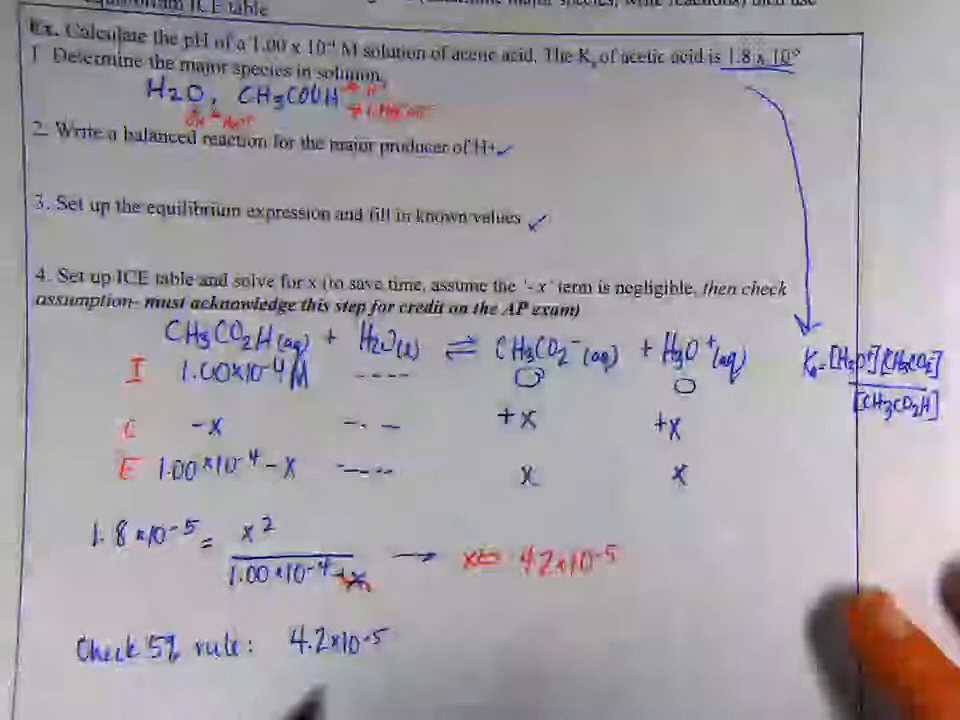 ICE table
Ex. Calculate the pH of a 1.00 x 10⁻⁴ M solution of acetic acid. The Kₐ of acetic acid is 1.8 x 10⁻⁵
1 Determine the major species in solution.
H2O, CH3COOH
2. Write a balanced reaction for the major producer of H+ ✓
3. Set up the equilibrium expression and fill in known values ✓
4. Set up ICE table and solve for x (to save time, assume the '-x' term is negligible, then check
assumption- must acknowledge this step for credit on the AP exam)
CH3CO2H(aq) + H2O(l) ⇌ CH3CO2⁻(aq) + H3O⁺(aq)
I 1.00x10-4 M ---- 0 0
C -x --- +x +x
E 1.00x10-4 -x ---- x x
Ka=[H3O+][CH3CO2-]
[CH3CO2H]
1.8x10-5 = x2
1.00x10-4-x
→ x= 4.2x10-5
Check 5% rule: 4.2x10-5